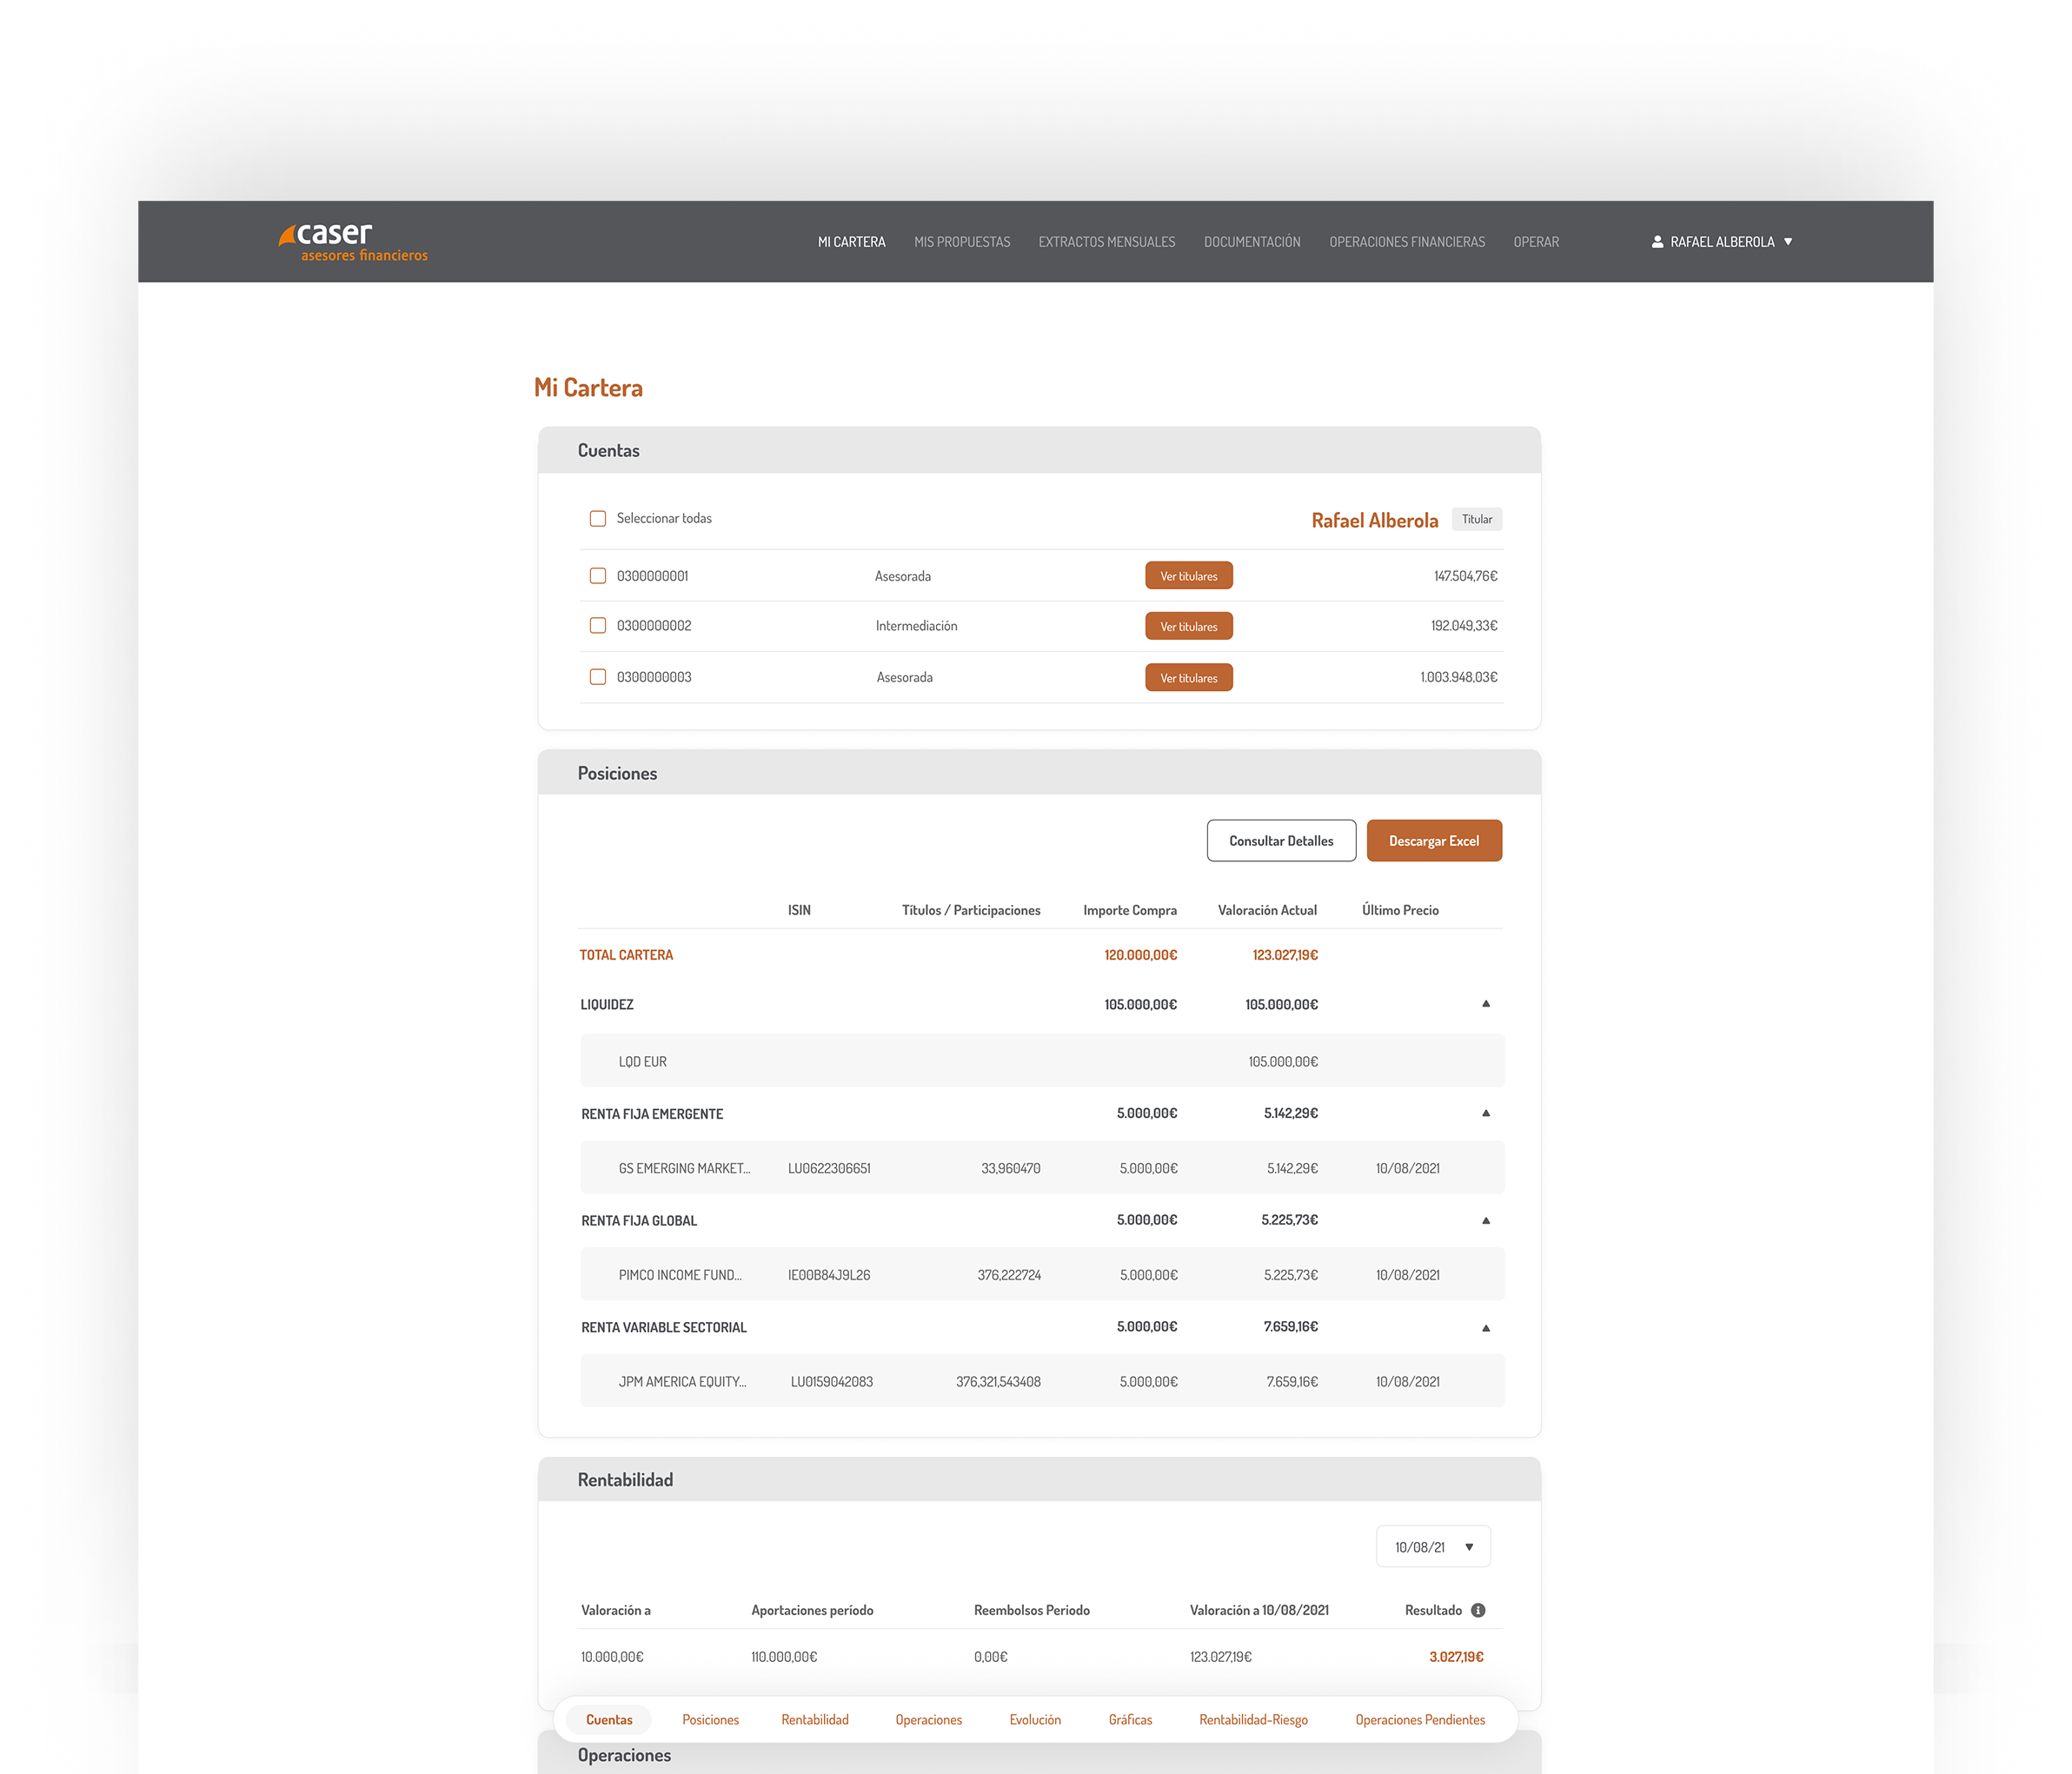 caser
asesores financieros
MI CARTERA MIS PROPUESTAS EXTRACTOS MENSUALES DOCUMENTACIÓN OPERACIONES FINANCIERAS OPERAR RAFAEL ALBEROLA
Mi Cartera
Cuentas
Seleccionar todas Rafael Alberola Titular
0300000001 Asesorada Ver titulares 147.504,76€
0300000002 Intermediación Ver titulares 192.049,33€
0300000003 Asesorada Ver titulares 1.003.948,03€
Posiciones
Consultar Detalles Descargar Excel
ISIN Títulos / Participaciones Importe Compra Valoración Actual Último Precio
TOTAL CARTERA 120.000,00€ 123.027,19€
LIQUIDEZ 105.000,00€ 105.000,00€
LQD EUR 105.000,00€
RENTA FIJA EMERGENTE 5.000,00€ 5.142,29€
GS EMERGING MARKET... LU0622306651 33,960470 5.000,00€ 5.142,29€ 10/08/2021
RENTA FIJA GLOBAL 5.000,00€ 5.225,73€
PIMCO INCOME FUND... IE00B84J9L26 376,222724 5.000,00€ 5.225,73€ 10/08/2021
RENTA VARIABLE SECTORIAL 5.000,00€ 7.659,16€
JPM AMERICA EQUITY... LU0159042083 376,321,543408 5.000,00€ 7.659,16€ 10/08/2021
Rentabilidad
10/08/21
Valoración a Aportaciones período Reembolsos Periodo Valoración a 10/08/2021 Resultado
10.000,00€ 110.000,00€ 0,00€ 123.027,19€ 3.027,19€
Cuentas Posiciones Rentabilidad Operaciones Evolución Gráficas Rentabilidad-Riesgo Operaciones Pendientes
Operaciones